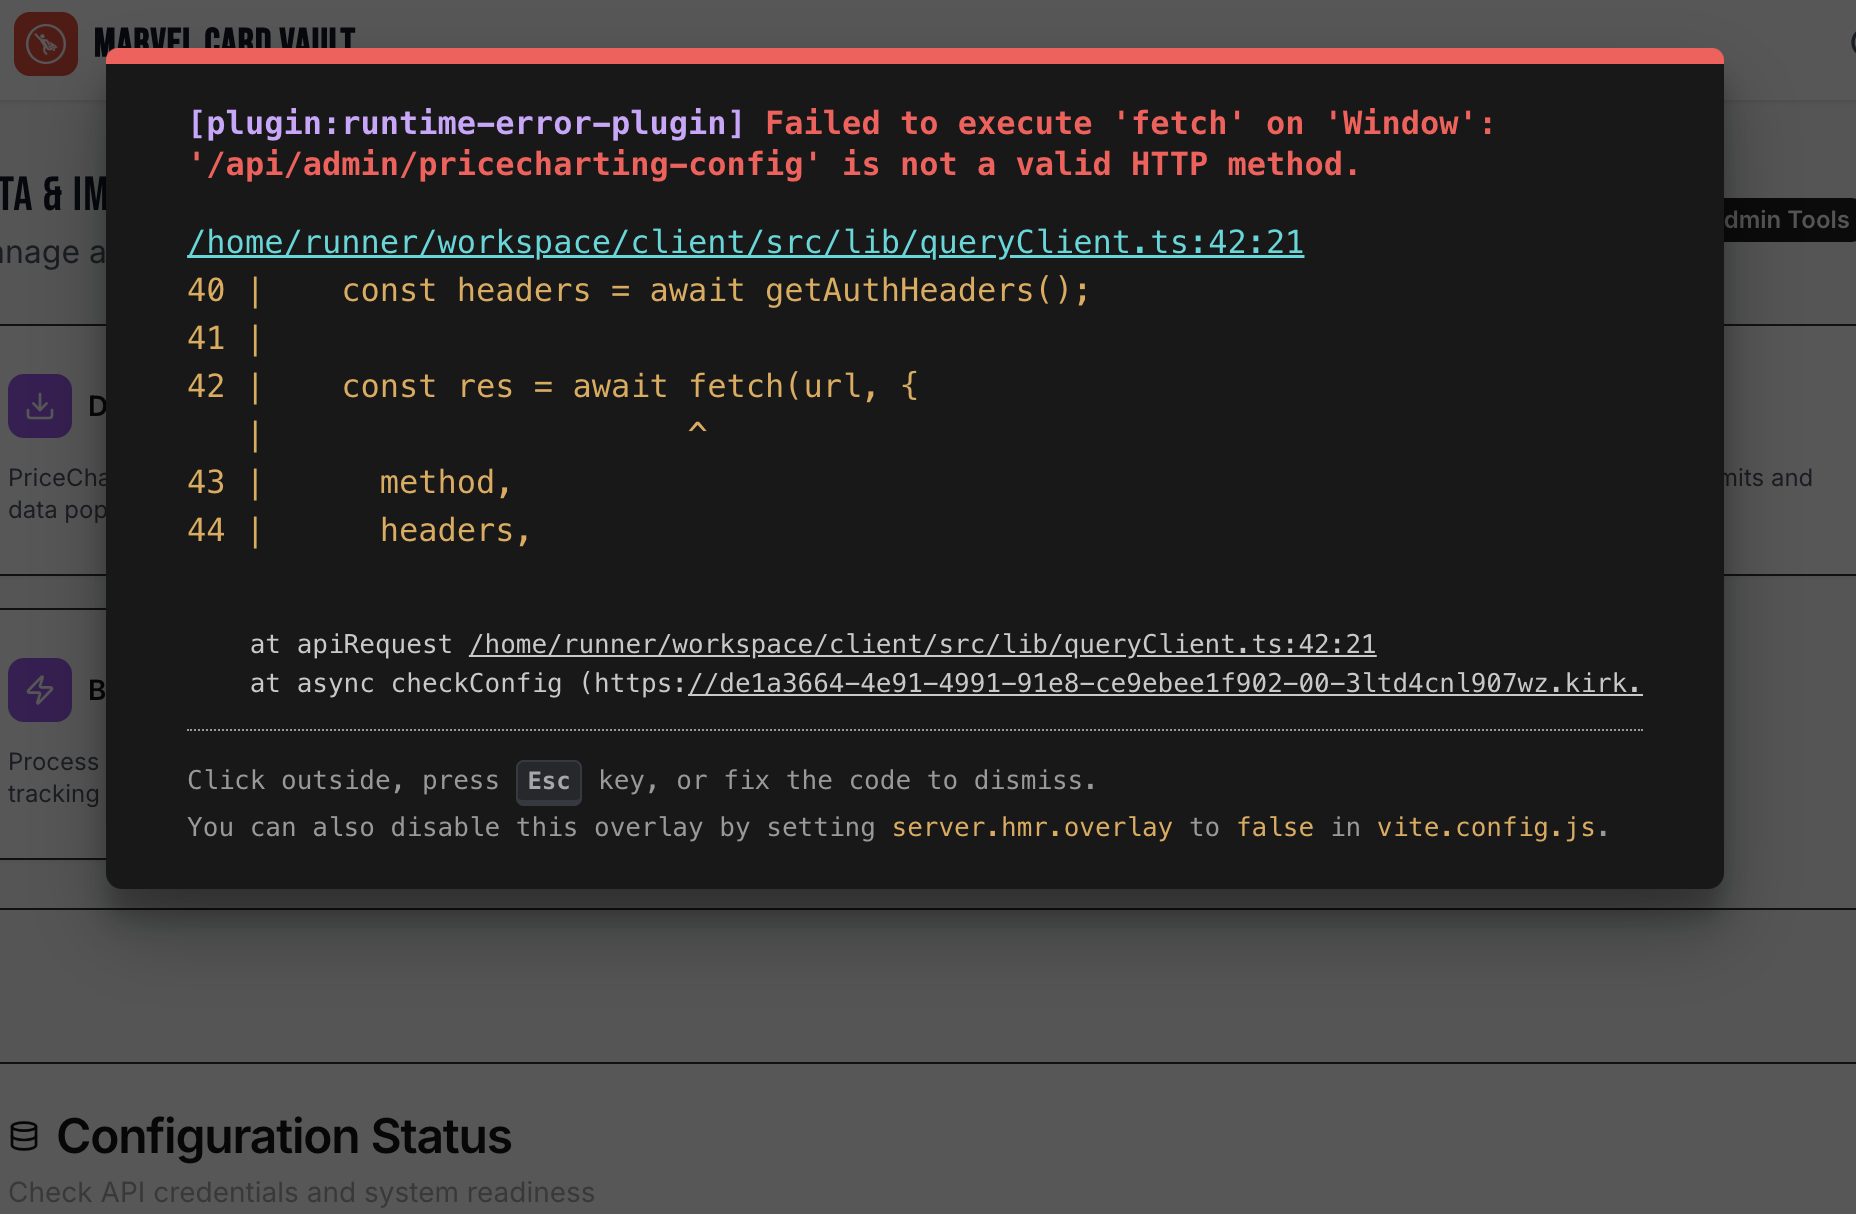 MARVEL CARD VAULT
[plugin:runtime-error-plugin] Failed to execute 'fetch' on 'Window':
'/api/admin/pricecharting-config' is not a valid HTTP method.
TA & IM
anage a
dmin Tools
/home/runner/workspace/client/src/lib/queryClient.ts:42:21
40 |    const headers = await getAuthHeaders();
41 |
42 |    const res = await fetch(url, {
   |                      ^
43 |      method,
44 |      headers,
D
PriceCha
data pop
mits and
at apiRequest /home/runner/workspace/client/src/lib/queryClient.ts:42:21
at async checkConfig (https://de1a3664-4e91-4991-91e8-ce9ebee1f902-00-3ltd4cnl907wz.kirk.
B
Process
tracking
Click outside, press Esc key, or fix the code to dismiss.
You can also disable this overlay by setting server.hmr.overlay to false in vite.config.js.
Configuration Status
Check API credentials and system readiness